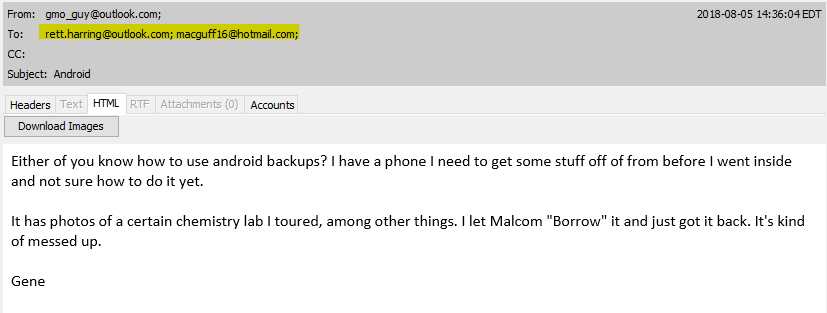 From: gmo_guy@outlook.com; 2018-08-05 14:36:04 EDT
To: rett.harring@outlook.com; macguff16@hotmail.com;
CC:
Subject: Android
Headers Text HTML RTF Attachments (0) Accounts
Download Images
Either of you know how to use android backups? I have a phone I need to get some stuff off of from before I went inside
and not sure how to do it yet.
It has photos of a certain chemistry lab I toured, among other things. I let Malcom "Borrow" it and just got it back. It's kind
of messed up.
Gene